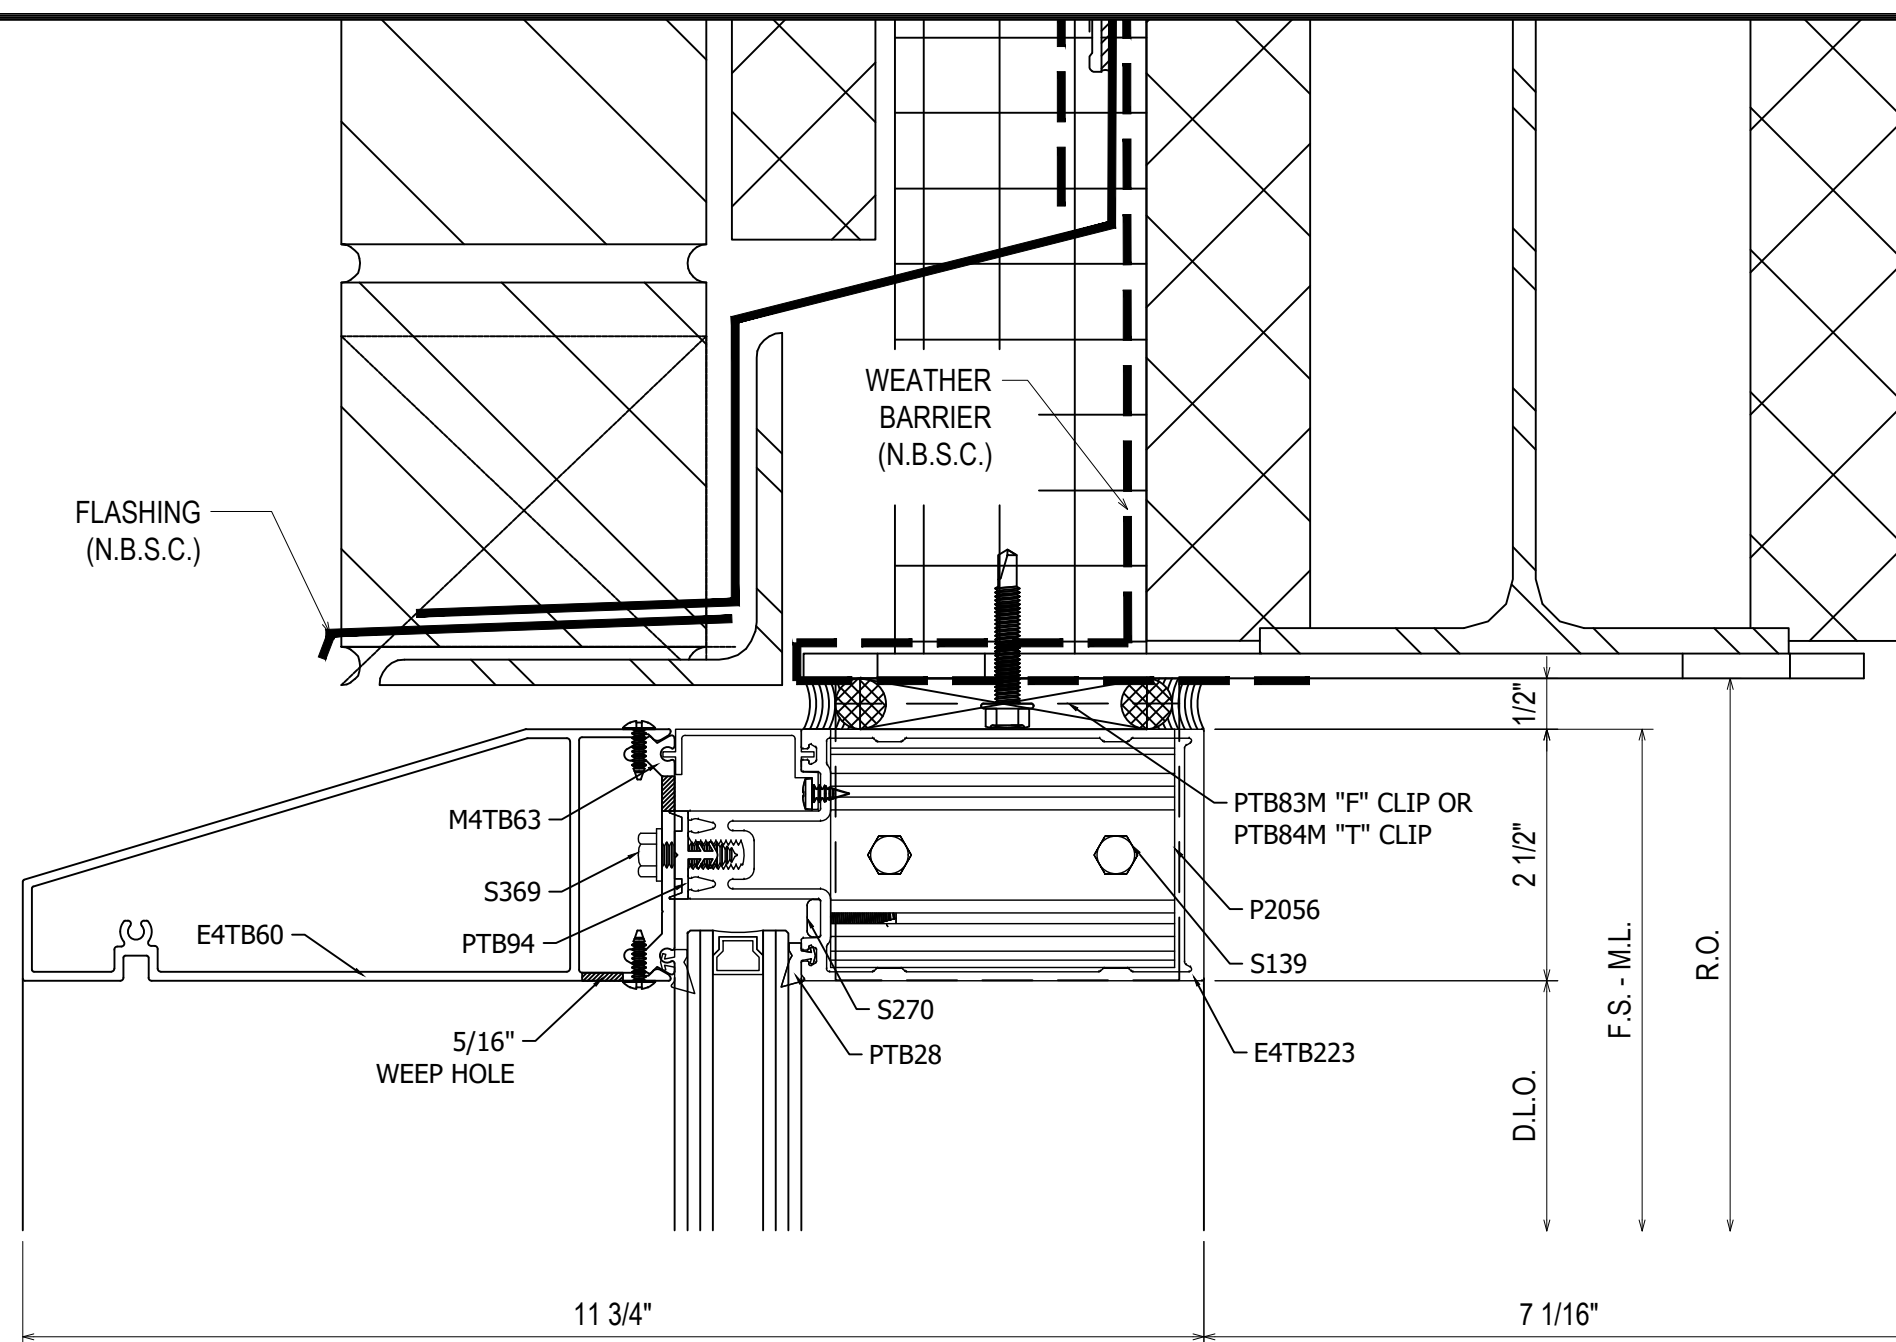 WEATHER
BARRIER
(N.B.S.C.)
FLASHING
(N.B.S.C.)
1/2"
M4TB63
PTB83M "F" CLIP OR
PTB84M "T" CLIP
2 1/2"
S369
P2056
E4TB60
PTB94
S139
F.S. - M.L.
R.O.
S270
5/16"
WEEP HOLE
PTB28
E4TB223
D.L.O.
11 3/4"
7 1/16"